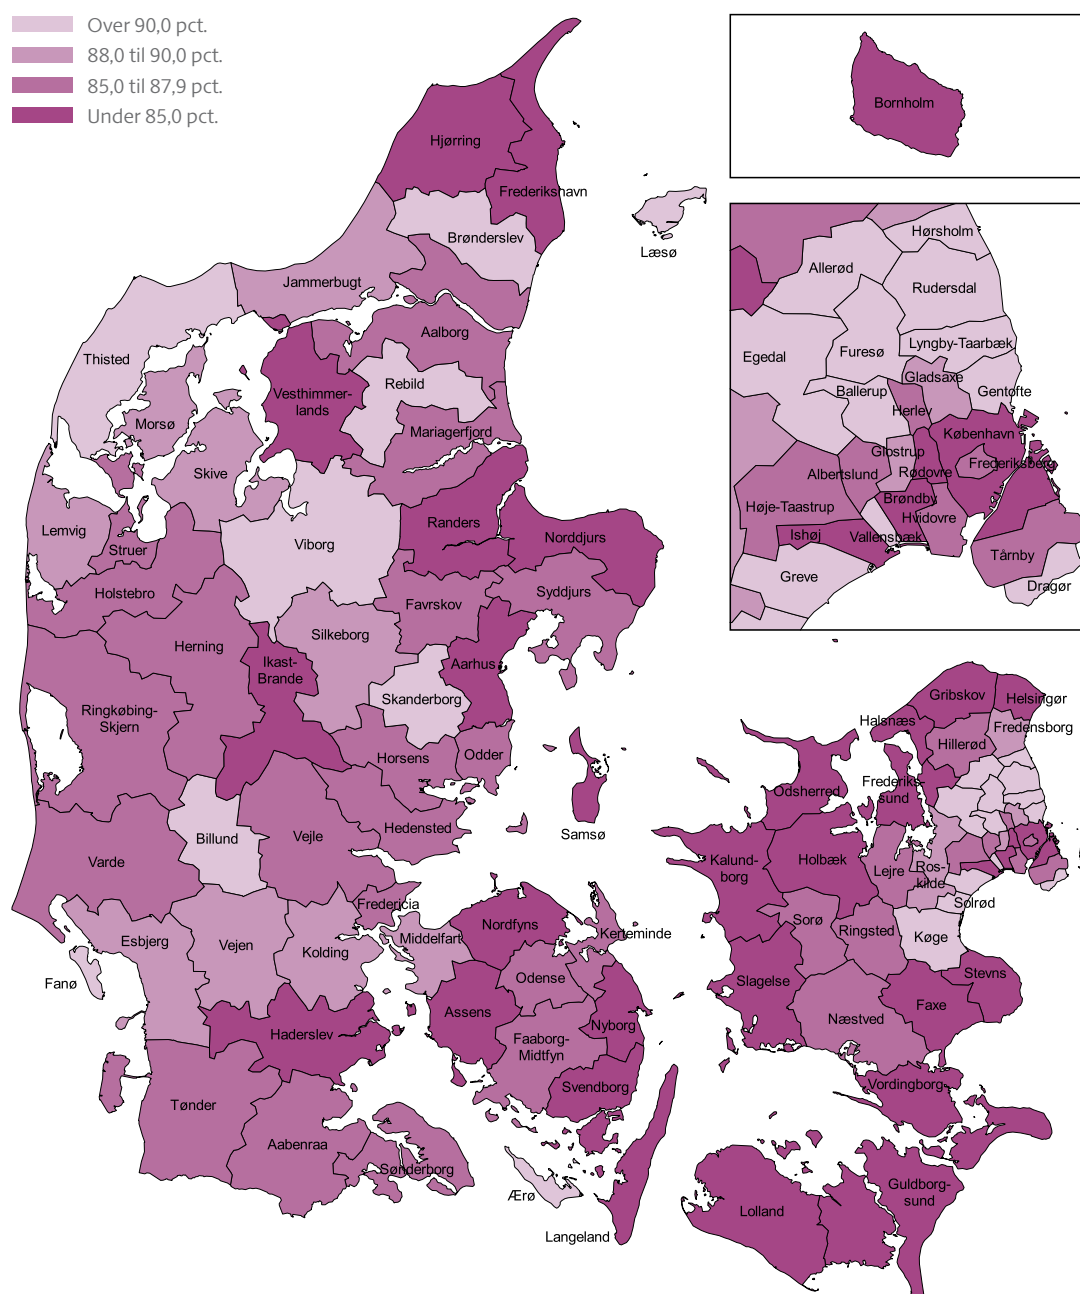 Over 90,0 pct.
88,0 til 90,0 pct.
85,0 til 87,9 pct.
Under 85,0 pct.
Bornholm
Hjørring
Frederikshavn
Brønderslev
Læsø
Jammerbugt
Aalborg
Thisted
Rebild
Vesthimmer-
lands
Morsø
Mariagerfjord
Skive
Lemvig
Struer
Viborg
Randers
Norddjurs
Holstebro
Favrskov
Syddjurs
Herning
Silkeborg
Ikast-
Brande
Aarhus
Skanderborg
Ringkøbing-
Skjern
Horsens
Odder
Samsø
Billund
Vejle
Hedensted
Varde
Fredericia
Esbjerg
Vejen
Kolding
Middelfart
Nordfyns
Kerteminde
Fanø
Odense
Assens
Nyborg
Haderslev
Faaborg-
Midtfyn
Svendborg
Tønder
Aabenraa
Sønderborg
Ærø
Langeland
Hørsholm
Allerød
Rudersdal
Egedal
Furesø
Lyngby-Taarbæk
Gladsaxe
Ballerup
Gentofte
Herlev
København
Glostrup
Frederiksberg
Albertslund
Rødovre
Brøndby
Høje-Taastrup
Hvidovre
Ishøj
Vallensbæk
Tårnby
Greve
Dragør
Gribskov
Helsingør
Halsnæs
Fredensborg
Hillerød
Frederiks-
sund
Odsherred
Kalund-
borg
Holbæk
Lejre
Ros-
kilde
Solrød
Sorø
Ringsted
Køge
Slagelse
Stevns
Faxe
Næstved
Vordingborg
Guldborg-
sund
Lolland